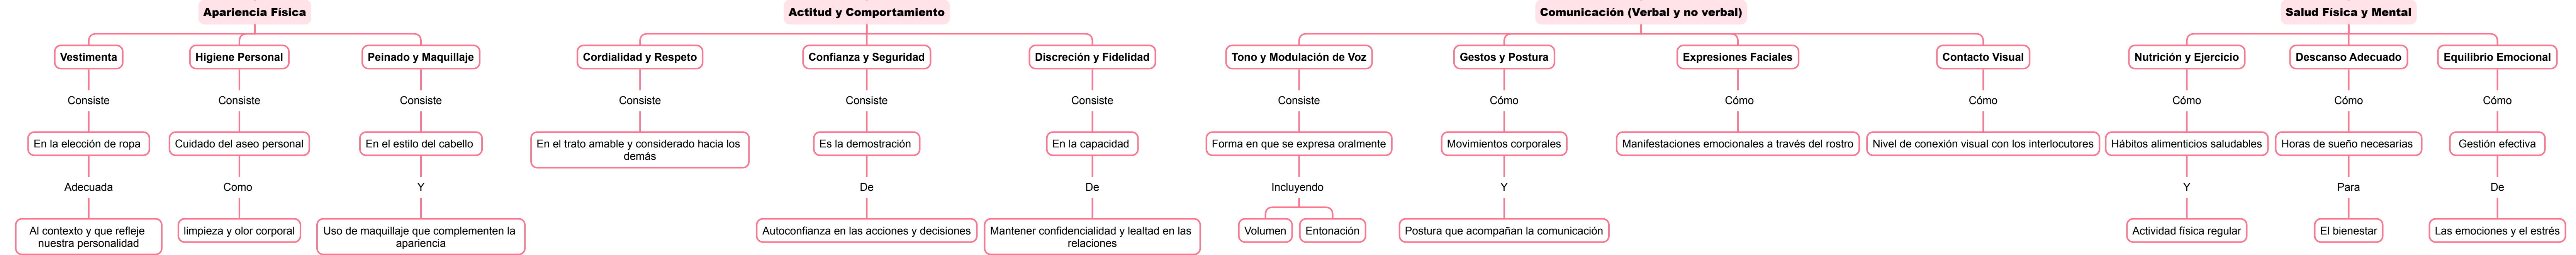 Apariencia Física
Actitud y Comportamiento
Comunicación (Verbal y no verbal)
Salud Física y Mental
Vestimenta
Higiene Personal
Peinado y Maquillaje
Cordialidad y Respeto
Confianza y Seguridad
Discreción y Fidelidad
Tono y Modulación de Voz
Gestos y Postura
Expresiones Faciales
Contacto Visual
Nutrición y Ejercicio
Descanso Adecuado
Equilibrio Emocional
Consiste
Consiste
Consiste
Consiste
Consiste
Consiste
Consiste
Cómo
Cómo
Cómo
Cómo
Cómo
Cómo
En la elección de ropa
Cuidado del aseo personal
En el estilo del cabello
En el trato amable y considerado hacia los
demás
Es la demostración
En la capacidad
Forma en que se expresa oralmente
Movimientos corporales
Manifestaciones emocionales a través del rostro
Nivel de conexión visual con los interlocutores
Hábitos alimenticios saludables
Horas de sueño necesarias
Gestión efectiva
Adecuada
Como
Y
De
De
Incluyendo
Y
Y
Para
De
Al contexto y que refleje
nuestra personalidad
limpieza y olor corporal
Uso de maquillaje que complementen la
apariencia
Autoconfianza en las acciones y decisiones
Mantener confidencialidad y lealtad en las
relaciones
Volumen
Entonación
Postura que acompañan la comunicación
Actividad física regular
El bienestar
Las emociones y el estrés